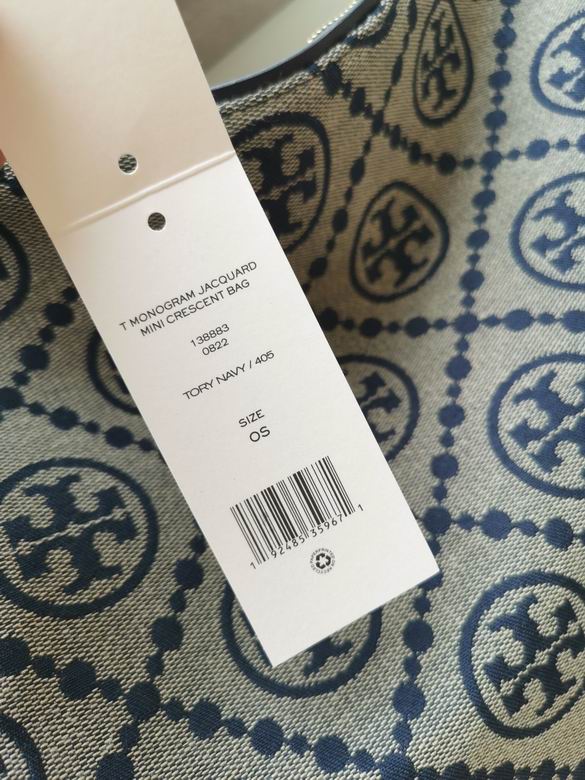 T MONOGRAM JACQUARD
MINI CRESCENT BAG
138883
0822
TORY NAVY / 405
SIZE
OS
1 92485 35967 1